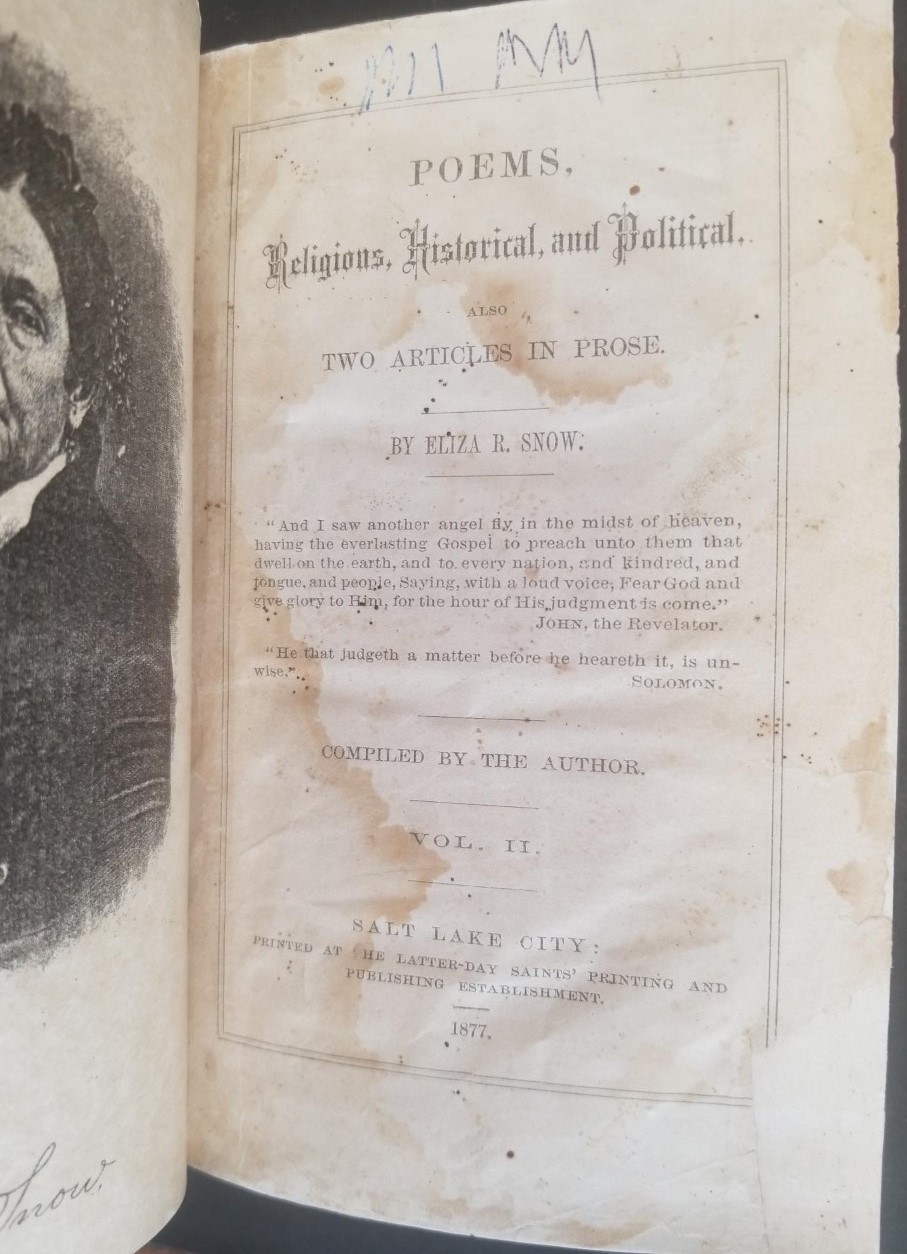 POEMS,
Religious, Historical, and Political.
ALSO
TWO ARTICLES IN PROSE.
BY ELIZA R. SNOW.
"And I saw another angel fly in the midst of heaven,
having the everlasting Gospel to preach unto them that
dwell on the earth, and to every nation, and kindred, and
tongue, and people, Saying, with a loud voice, Fear God and
give glory to Him, for the hour of His judgment is come."
JOHN, the Revelator.
"He that judgeth a matter before he heareth it, is un-
wise."
SOLOMON.
COMPILED BY THE AUTHOR.
VOL. II.
SALT LAKE CITY:
PRINTED AT HE LATTER-DAY SAINTS' PRINTING AND
PUBLISHING ESTABLISHMENT.
1877.
Snow.